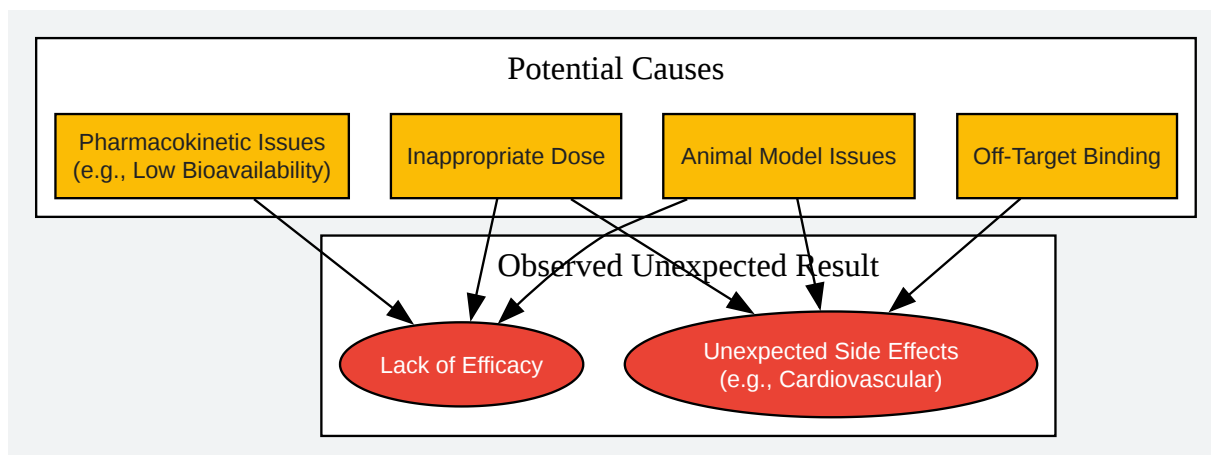 Potential Causes
Pharmacokinetic Issues
(e.g., Low Bioavailability)
Inappropriate Dose
Animal Model Issues
Off-Target Binding
Observed Unexpected Result
Lack of Efficacy
Unexpected Side Effects
(e.g., Cardiovascular)